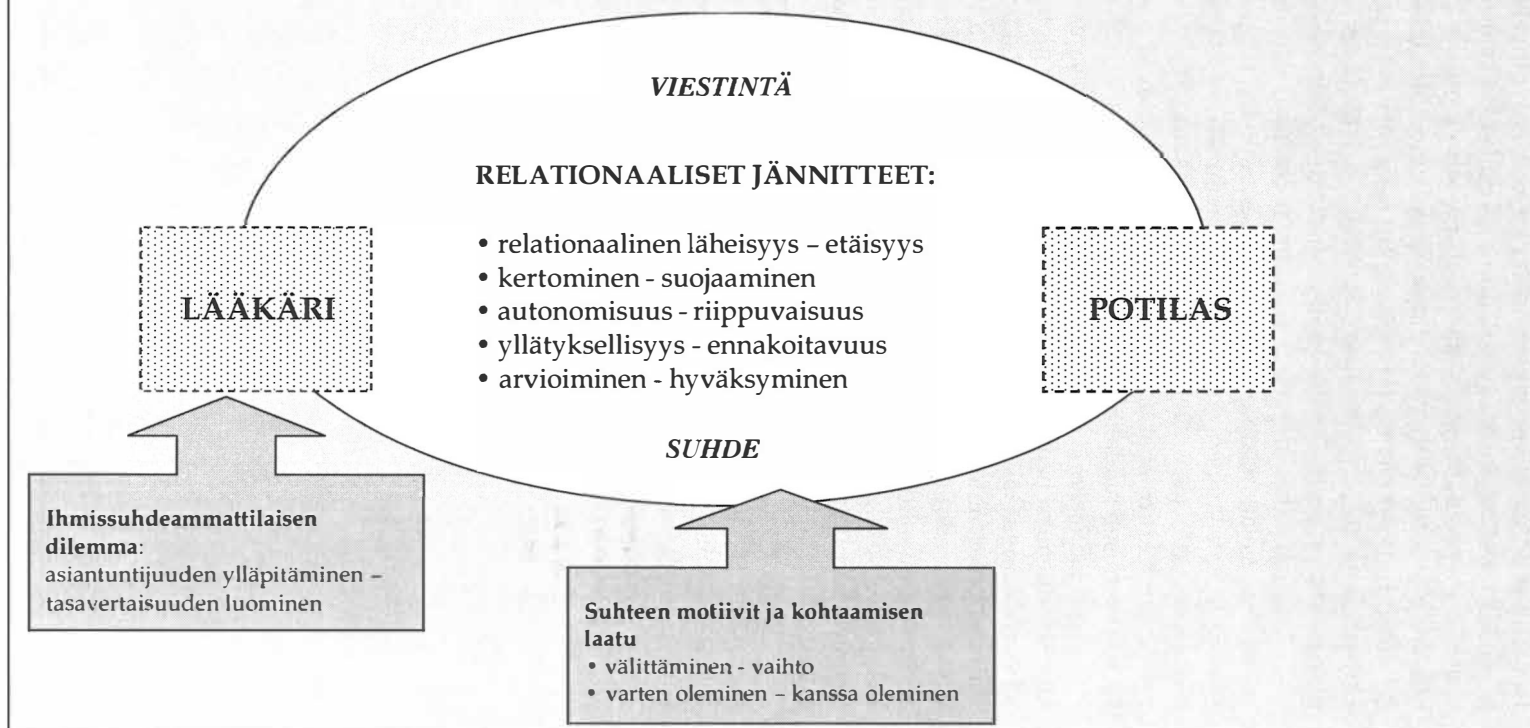 VIESTINTÄ
RELATIONAALISET JÄNNITTEET:
• relationaalinen läheisyys – etäisyys
• kertominen - suojaaminen
• autonomisuus - riippuvaisuus
• yllätyksellisyys - ennakoitavuus
• arvioiminen - hyväksyminen
LÄÄKÄRI
POTILAS
SUHDE
Ihmissuhdeammattilaisen
dilemma:
asiantuntijuuden ylläpitäminen –
tasavertaisuuden luominen
Suhteen motiivit ja kohtaamisen
laatu
• välittäminen - vaihto
• varten oleminen – kanssa oleminen